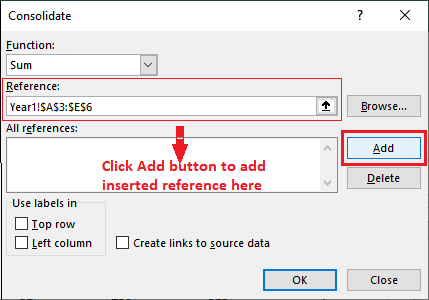 Consolidate
?
Function:
Sum
Reference:
Year1!$A$3:$E$6
Browse...
All references:
Click Add button to add
inserted reference here
Add
Delete
Use labels in
Top row
Left column
Create links to source data
OK
Close